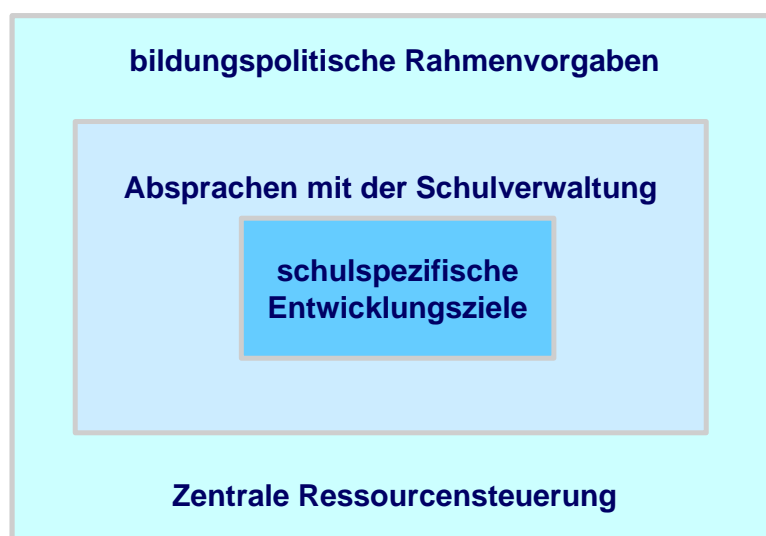 bildungspolitische Rahmenvorgaben
Absprachen mit der Schulverwaltung
schulspezifische
Entwicklungsziele
Zentrale Ressourcensteuerung